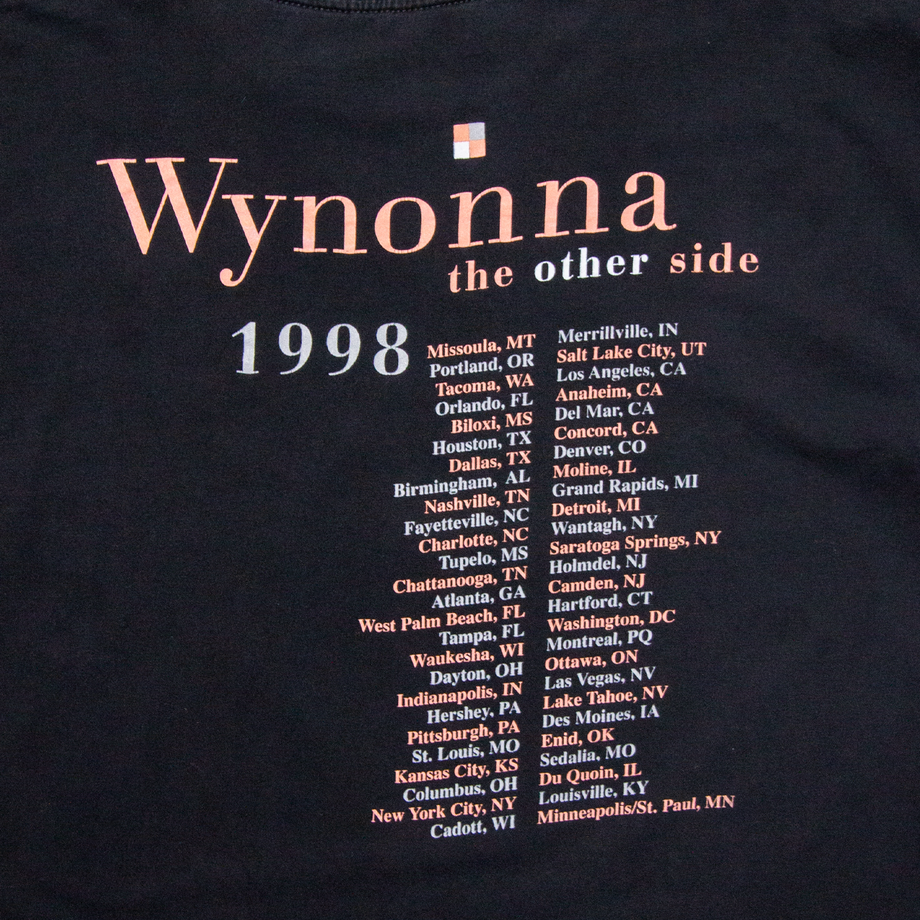 Wynonna
the other side
1998
Missoula, MT
Portland, OR
Tacoma, WA
Orlando, FL
Biloxi, MS
Houston, TX
Dallas, TX
Birmingham, AL
Nashville, TN
Fayetteville, NC
Charlotte, NC
Tupelo, MS
Chattanooga, TN
Atlanta, GA
West Palm Beach, FL
Tampa, FL
Waukesha, WI
Dayton, OH
Indianapolis, IN
Hershey, PA
Pittsburgh, PA
St. Louis, MO
Kansas City, KS
Columbus, OH
New York City, NY
Cadott, WI
Merrillville, IN
Salt Lake City, UT
Los Angeles, CA
Anaheim, CA
Del Mar, CA
Concord, CA
Denver, CO
Moline, IL
Grand Rapids, MI
Detroit, MI
Wantagh, NY
Saratoga Springs, NY
Holmdel, NJ
Camden, NJ
Hartford, CT
Washington, DC
Montreal, PQ
Ottawa, ON
Las Vegas, NV
Lake Tahoe, NV
Des Moines, IA
Enid, OK
Sedalia, MO
Du Quoin, IL
Louisville, KY
Minneapolis/St. Paul, MN